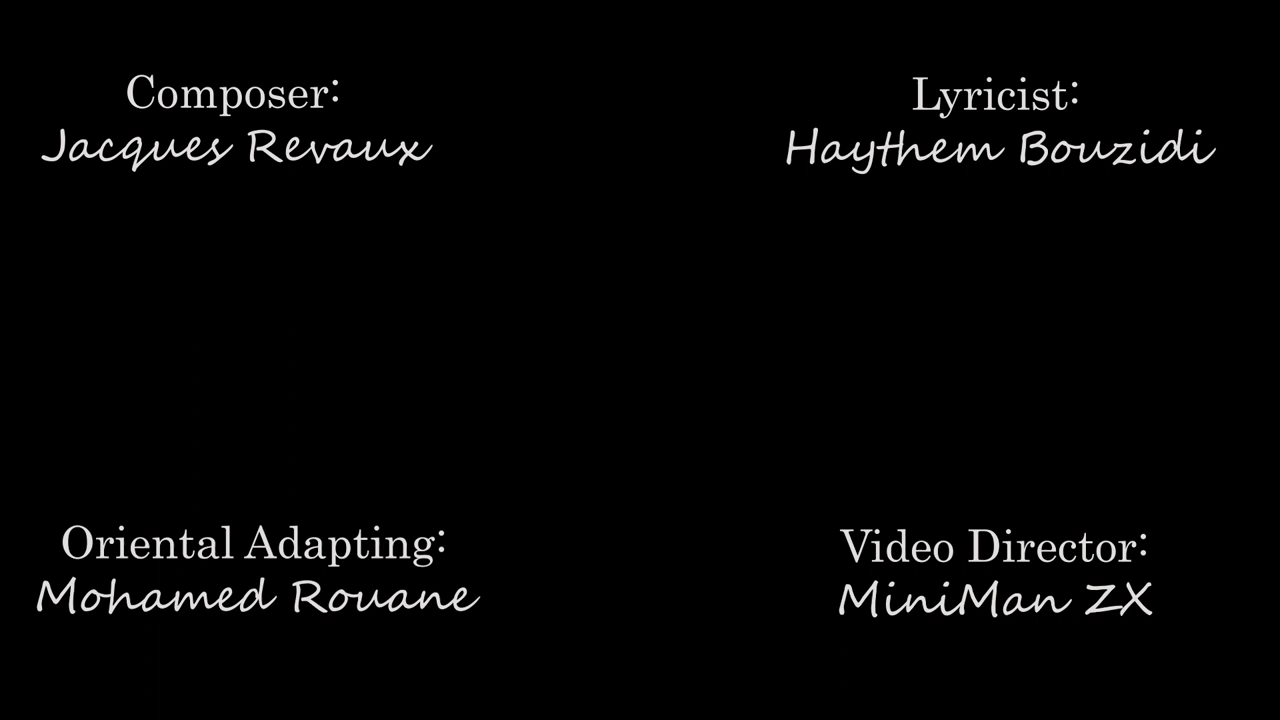 Composer:
Jacques Revaux
Lyricist:
Haythem Bouzidi
Oriental Adapting:
Mohamed Rouane
Video Director:
MiniMan ZX